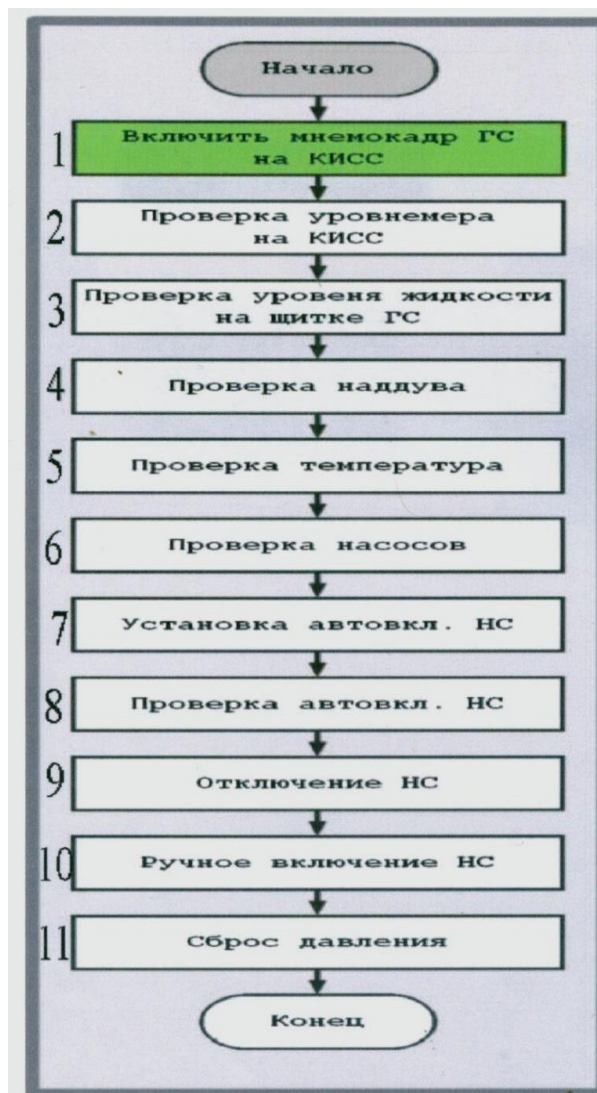 Начало
1 Включить мнемокадр ГС
на КИСС
2 Проверка уровнемера
на КИСС
3 Проверка уровеня жидкости
на щитке ГС
4 Проверка наддува
5 Проверка температура
6 Проверка насосов
7 Установка автовкл. НС
8 Проверка автовкл. НС
9 Отключение НС
10 Ручное включение НС
11 Сброс давления
Конец